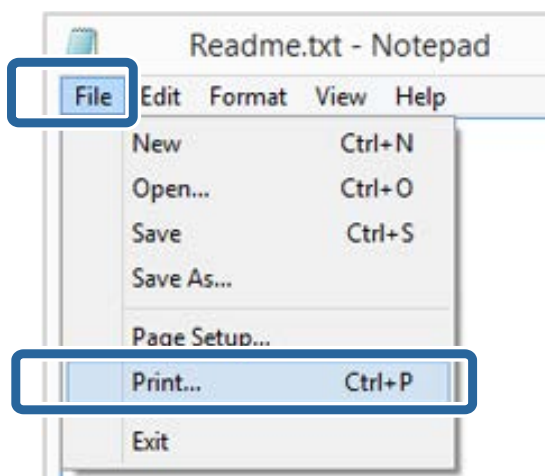 Readme.txt - Notepad
File Edit Format View Help
New Ctrl+N
Open... Ctrl+O
Save Ctrl+S
Save As...
Page Setup...
Print... Ctrl+P
Exit